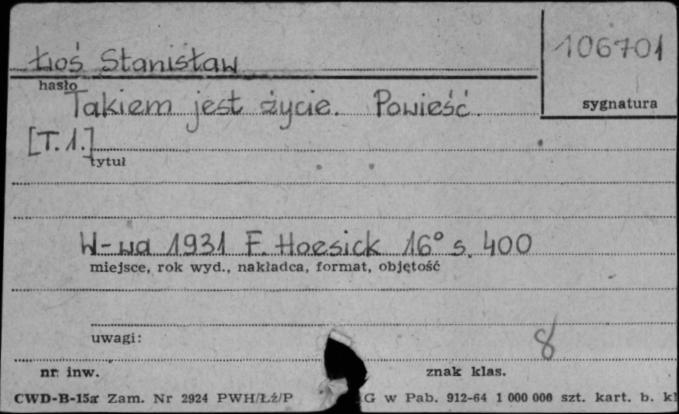 Łoś Stanisław
106701
hasło
sygnatura
Takiem jest życie. Powieść.
[T. 1.]
tytuł
W-wa 1931 F. Hoesick 16° s. 400
miejsce, rok wyd., nakładca, format, objętość
uwagi:
8
nr. inw.
znak klas.
CWD-B-15a Zam. Nr 2924 PWH/Łź/P G w Pab. 912-64 1 000 000 szt. kart. b. kl